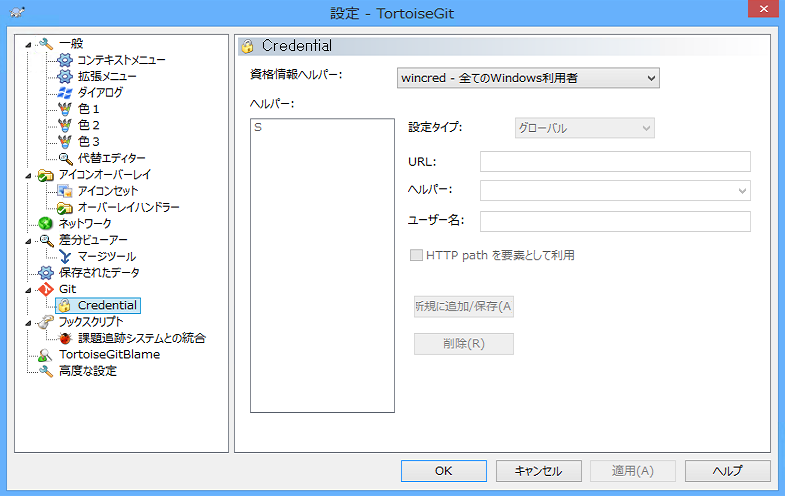 設定 - TortoiseGit
一般
コンテキストメニュー
拡張メニュー
ダイアログ
色 1
色 2
色 3
代替エディター
アイコンオーバーレイ
アイコンセット
オーバーレイハンドラー
ネットワーク
差分ビューアー
マージツール
保存されたデータ
Git
Credential
フックスクリプト
課題追跡システムとの統合
TortoiseGitBlame
高度な設定
Credential
資格情報ヘルパー:
wincred - 全てのWindows利用者
ヘルパー:
S
設定タイプ:
グローバル
URL:
ヘルパー:
ユーザー名:
HTTP path を要素として利用
新規に追加/保存(A
削除(R)
OK
キャンセル
適用(A)
ヘルプ